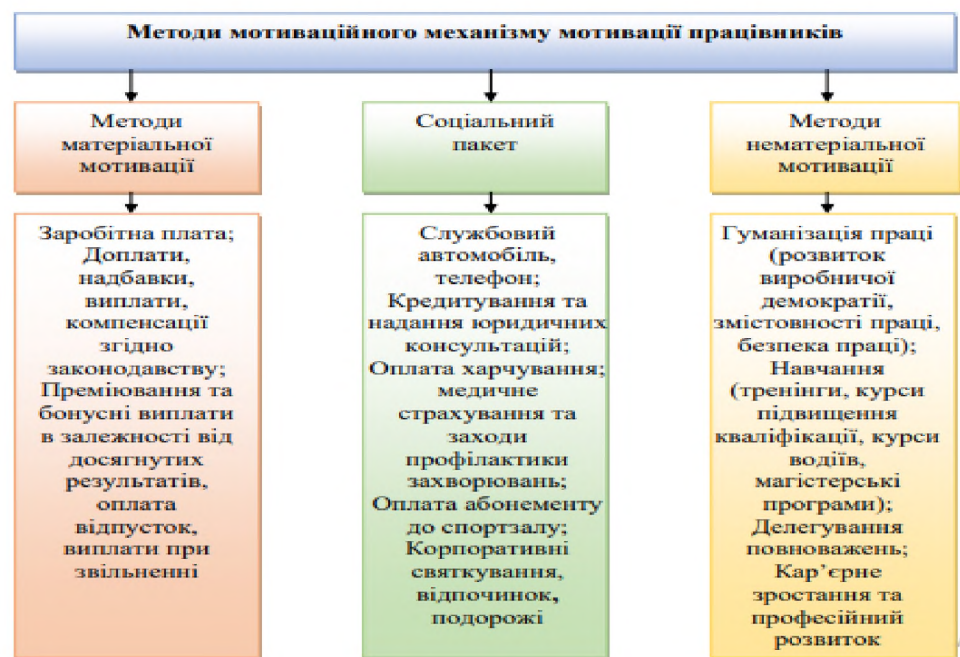 Методи мотиваційного механізму мотивації працівників
Методи
матеріальної
мотивації
Соціальний
пакет
Методи
нематеріальної
мотивації
Заробітна плата;
Доплати,
надбавки,
виплати,
компенсації
згідно
законодавству;
Преміювання та
бонусні виплати
в залежності від
досягнутих
результатів,
оплата
відпусток,
виплати при
звільненні
Службовий
автомобіль,
телефон;
Кредитування та
надання юридичних
консультацій;
Оплата харчування;
медичне
страхування та
заходи
профілактики
захворювань;
Оплата абонементу
до спортзалу;
Корпоративні
святкування,
відпочинок,
подорожі
Гуманізація праці
(розвиток
виробничої
демократії,
змістовності праці,
безпека праці);
Навчання
(тренінги, курси
підвищення
кваліфікації, курси
водіїв,
магістерські
програми);
Делегування
повноважень;
Кар’єрне
зростання та
професійний
розвиток